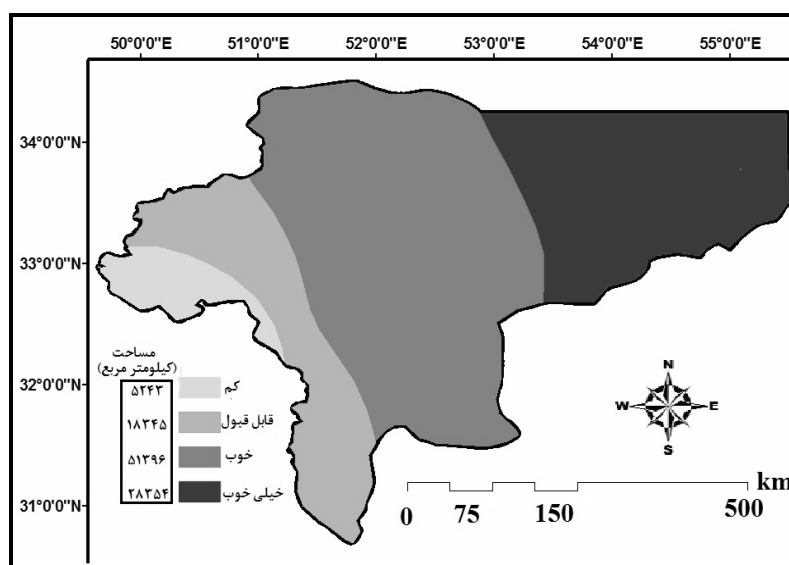 50°0'0"E 51°0'0"E 52°0'0"E 53°0'0"E 54°0'0"E 55°0'0"E
34°0'0"N
33°0'0"N
32°0'0"N
31°0'0"N
مساحت
(کیلومتر مربع)
کم ۵۲۴۳
قابل قبول ۱۸۳۴۵
خوب ۵۱۳۹۶
خیلی خوب ۲۸۳۵۴
N
W E
S
km
0 75 150 500